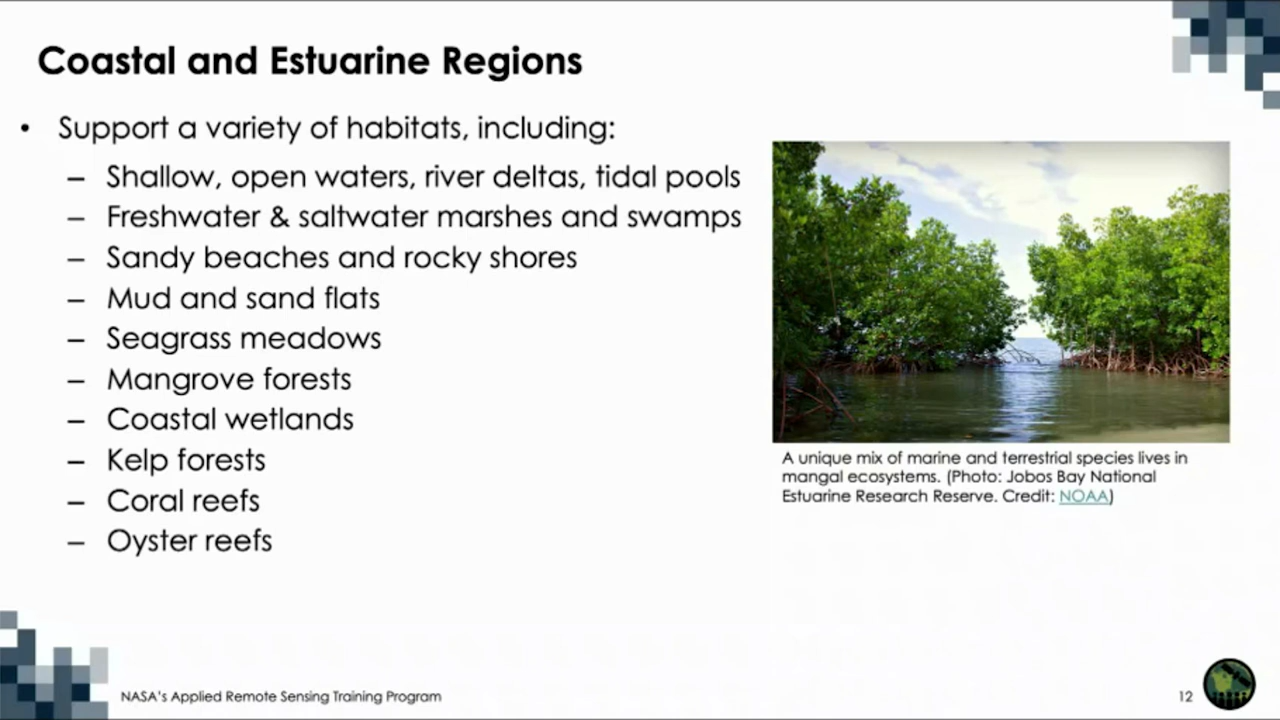 Coastal and Estuarine Regions
• Support a variety of habitats, including:
– Shallow, open waters, river deltas, tidal pools
– Freshwater & saltwater marshes and swamps
– Sandy beaches and rocky shores
– Mud and sand flats
– Seagrass meadows
– Mangrove forests
– Coastal wetlands
– Kelp forests
– Coral reefs
– Oyster reefs
A unique mix of marine and terrestrial species lives in
mangal ecosystems. (Photo: Jobos Bay National
Estuarine Research Reserve. Credit: NOAA)
NASA's Applied Remote Sensing Training Program
12